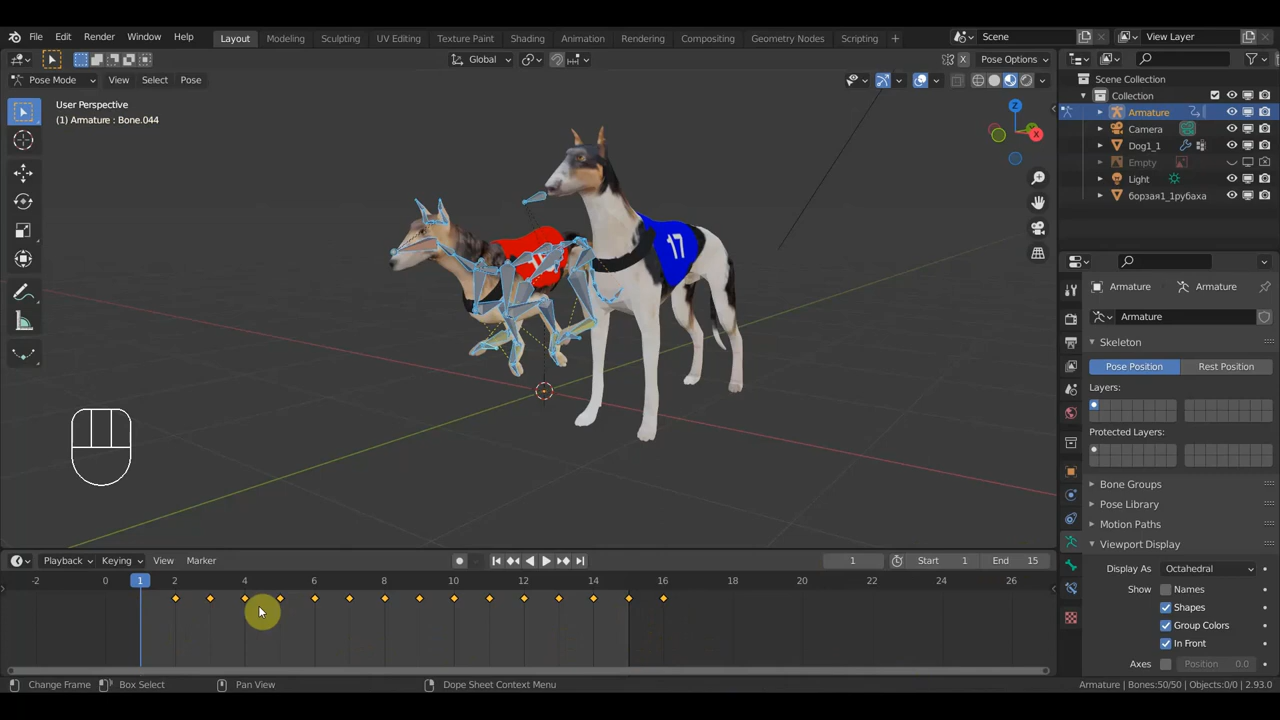 File Edit Render Window Help Layout Modeling Sculpting UV Editing Texture Paint Shading Animation Rendering Compositing Geometry Nodes Scripting + Scene View Layer
Global Pose Options
Pose Mode View Select Pose
User Perspective
(1) Armature : Bone.044
Z
X
17
Scene Collection
Collection
Armature
Camera
Dog1_1
Empty
Light
борзая1_1рубаха
Armature Armature
Armature
Skeleton
Pose Position Rest Position
Layers:
Protected Layers:
Bone Groups
Pose Library
Motion Paths
Viewport Display
Display As Octahedral
Show Names
Shapes
Group Colors
In Front
Axes Position 0.0
Playback Keying View Marker 1 Start 1 End 15
-2 0 1 2 4 6 8 10 12 14 16 18 20 22 24 26
Change Frame Box Select Pan View Dope Sheet Context Menu Armature | Bones:50/50 | Objects:0/0 | 2.93.0